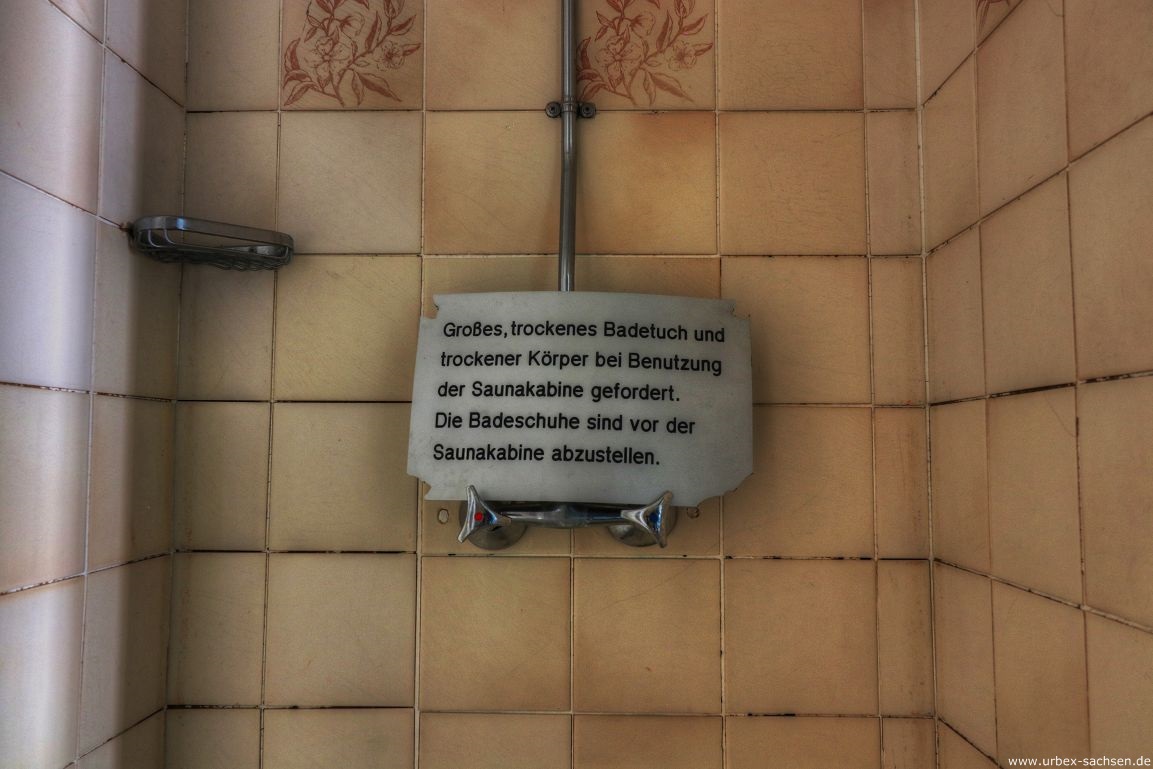 Großes, trockenes Badetuch und
trockener Körper bei Benutzung
der Saunakabine gefordert.
Die Badeschuhe sind vor der
Saunakabine abzustellen.
www.urbex-sachsen.de